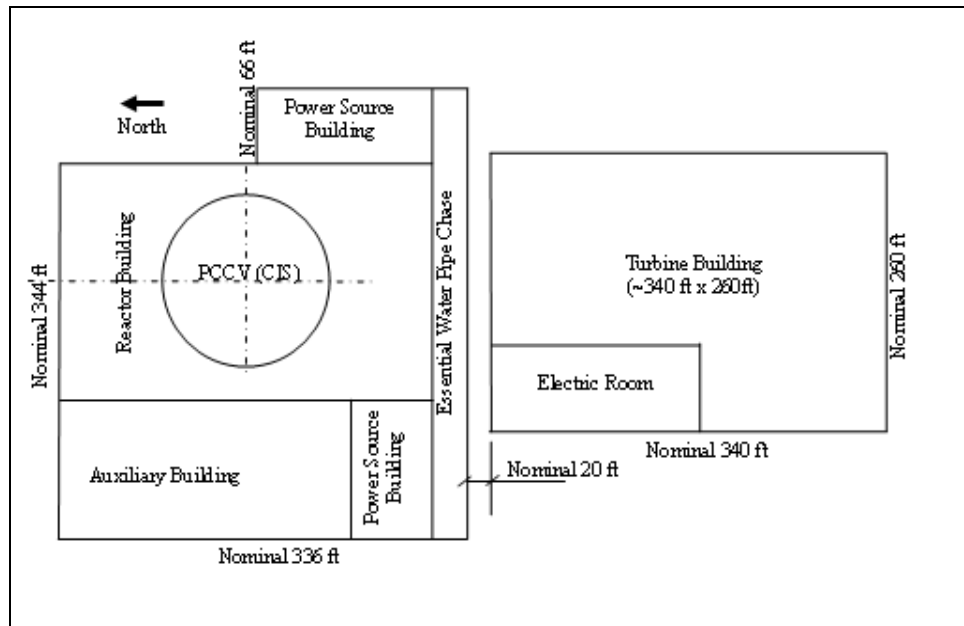 Nominal 66 ft
North
Power Source
Building
Reactor Building
PCCV (CIS)
Nominal 344 ft
Essential Water Pipe Chase
Turbine Building
(~340 ft x 260ft)
Nominal 260 ft
Electric Room
Nominal 340 ft
Auxiliary Building
Power Source
Building
Nominal 20 ft
Nominal 336 ft